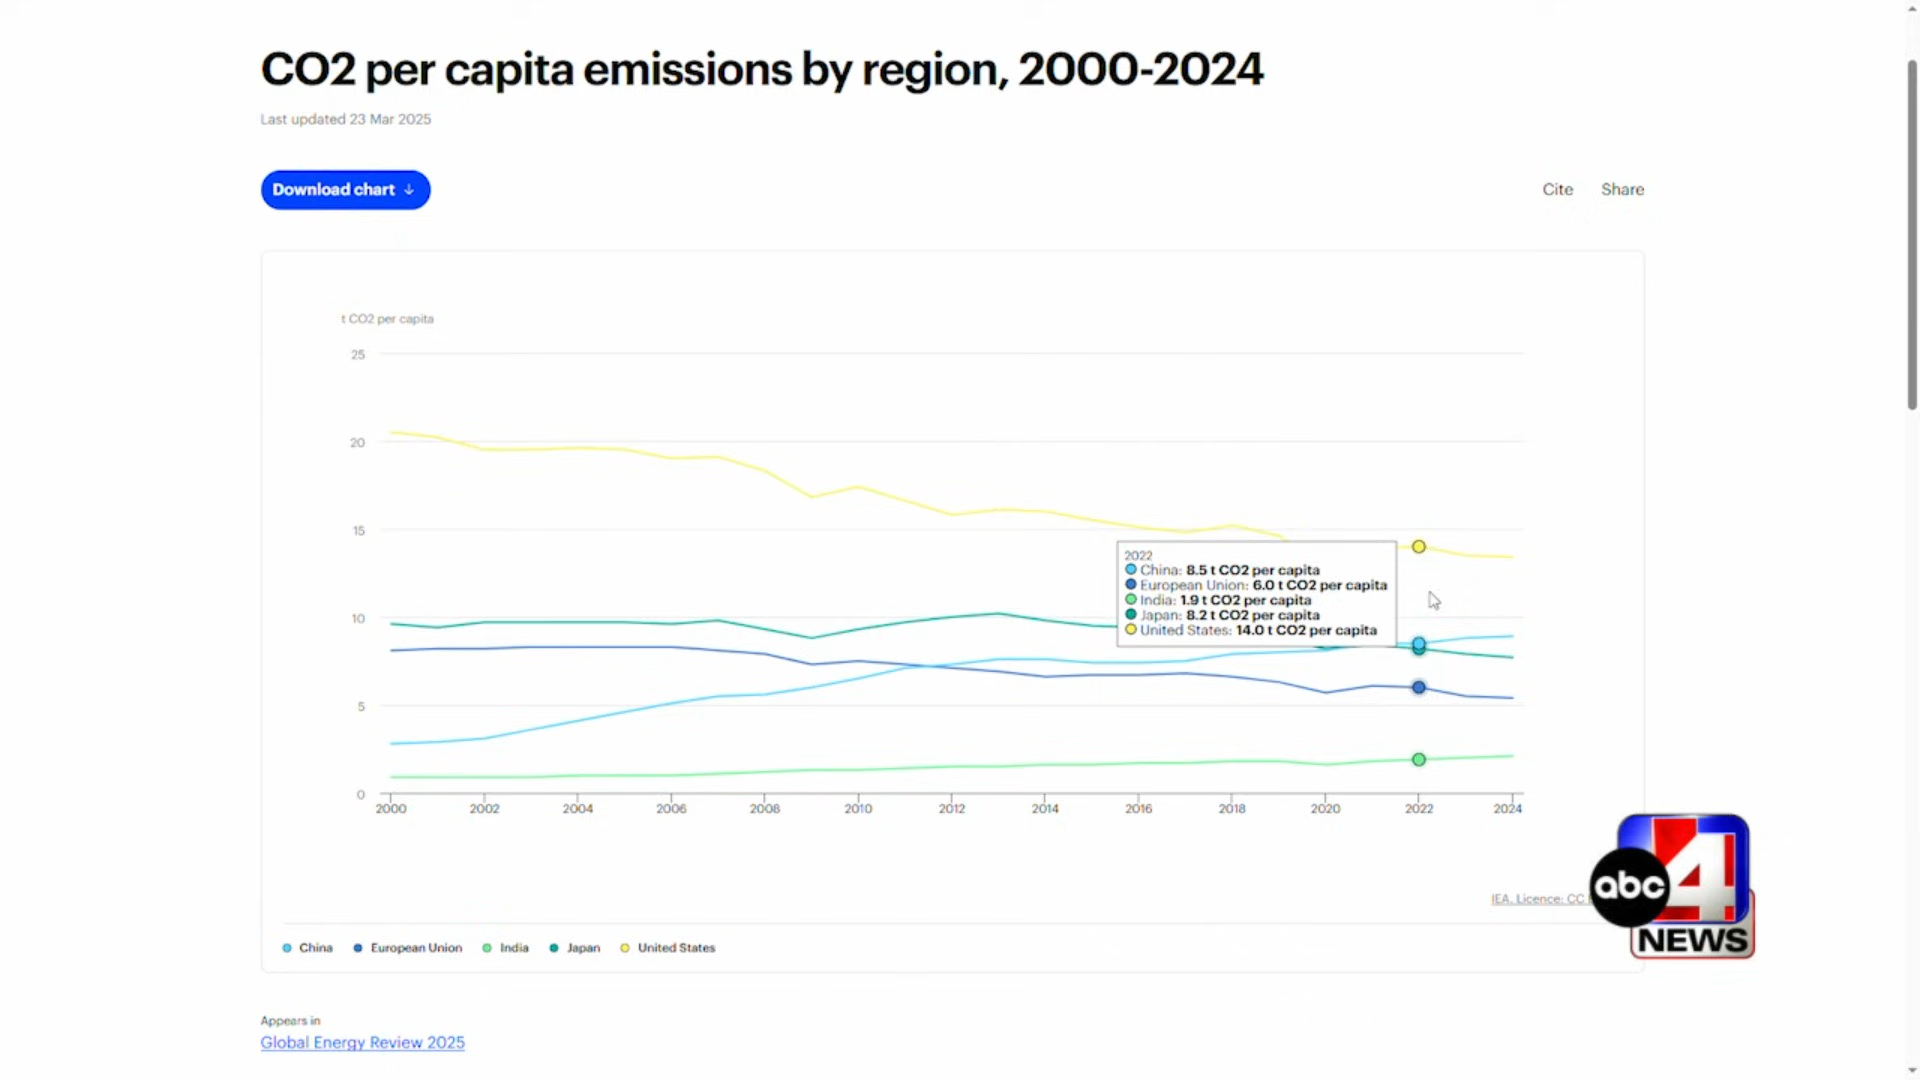 CO2 per capita emissions by region, 2000-2024
Last updated 23 Mar 2025
Download chart ↓
Cite
Share
t CO2 per capita
25
20
15
10
5
0
2022
China: 8.5 t CO2 per capita
European Union: 6.0 t CO2 per capita
India: 1.9 t CO2 per capita
Japan: 8.2 t CO2 per capita
United States: 14.0 t CO2 per capita
2000 2002 2004 2006 2008 2010 2012 2014 2016 2018 2020 2022 2024
IEA. Licence: CC
abc 4
NEWS
China European Union India Japan United States
Appears in
Global Energy Review 2025